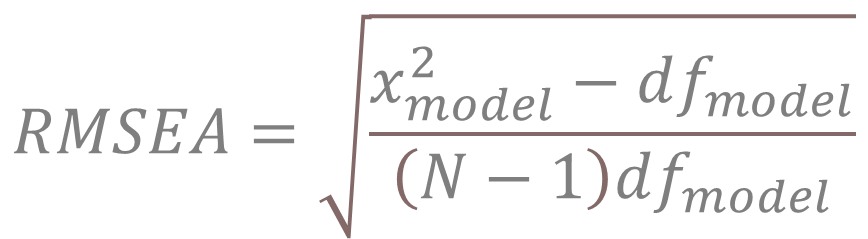 RMSEA = √((x²_model − df_model) / ((N − 1)df_model))